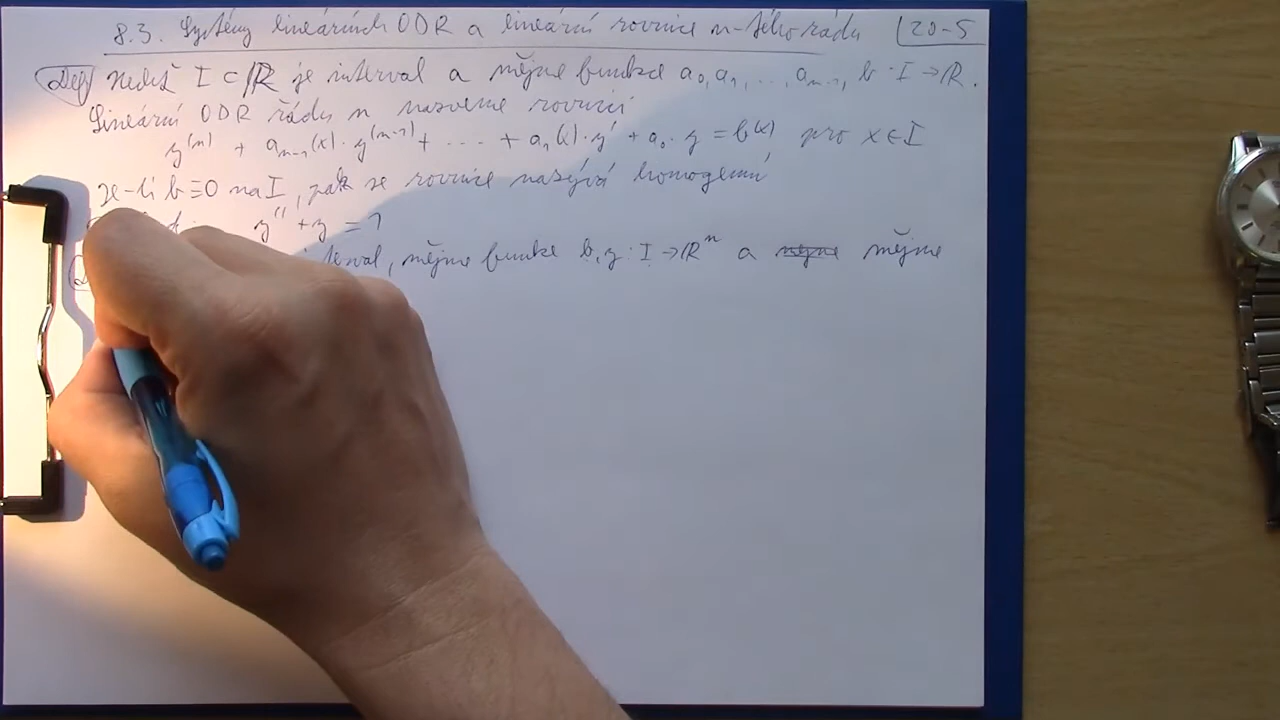 8.3. Systémy lineárních ODR a lineární rovnice n-tého řádu 20-5
Def Nechť I ⊂ ℝ je interval a mějme funkce a₀, a₁, ..., aₙ₋₁, b : I → ℝ.
Lineární ODR řádu n nazveme rovnici
y⁽ⁿ⁾ + aₙ₋₁(x)·y⁽ⁿ⁻¹⁾ + ... + a₁(x)·y' + a₀·y = b(x) pro x ∈ I
Je-li b ≡ 0 na I, pak se rovnice nazývá homogenní
y'' + y = 1
mějme funkce b, y : I → ℝⁿ a mějme